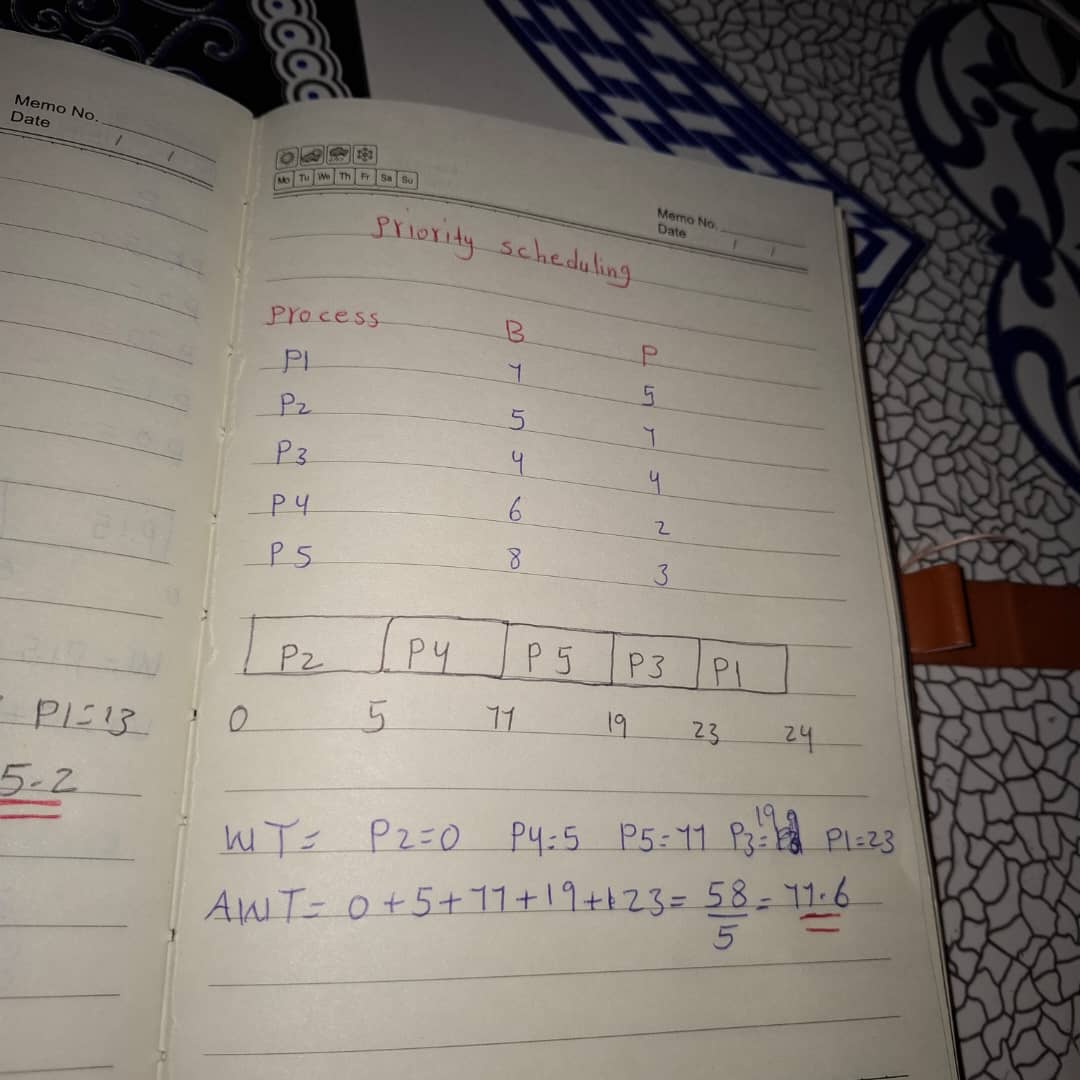 Memo No.
Date / /
P1=13
5-2
Mo Tu We Th Fr Sa Su
Memo No.
Date / /
Priority scheduling
Process B P
P1 1 5
P2 5 1
P3 4 4
P4 6 2
P5 8 3
P2 P4 P5 P3 P1
0 5 11 19 23 24
WT= P2=0 P4=5 P5=11 P3=19 P1=23
AWT= 0+5+11+19+23= 58/5 = 11.6